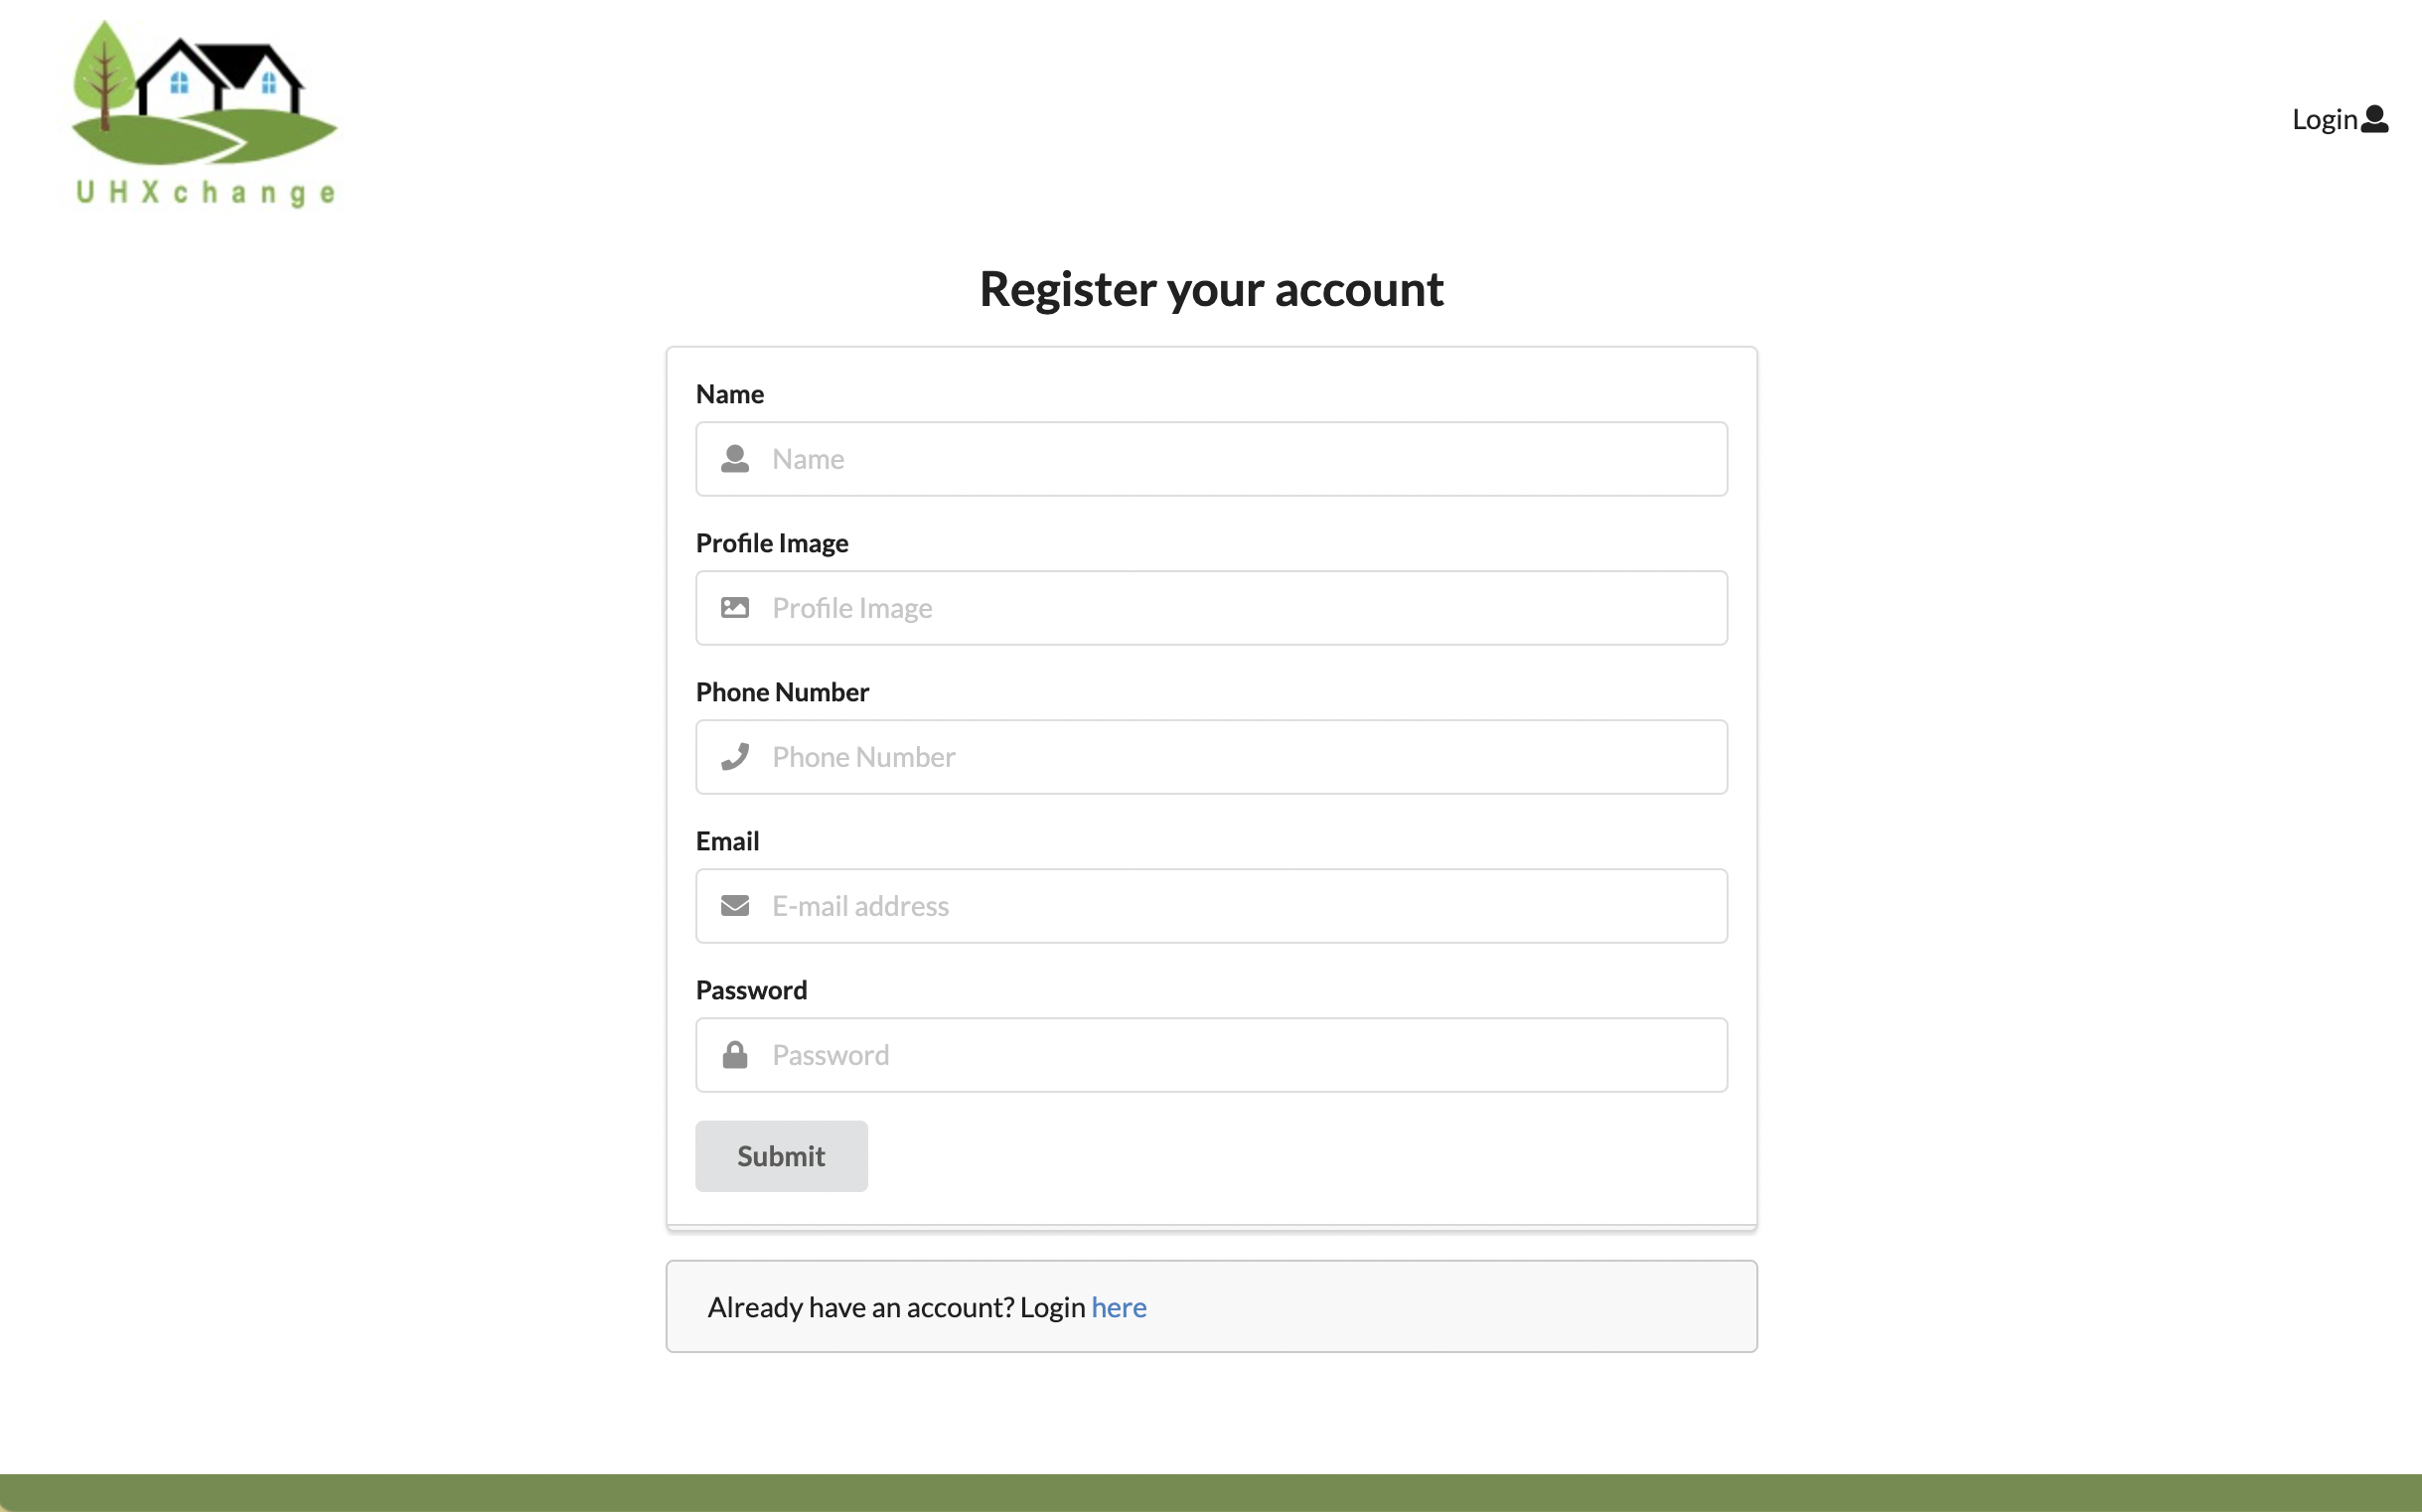 UHXchange
Login
Register your account
Name
Name
Profile Image
Profile Image
Phone Number
Phone Number
Email
E-mail address
Password
Password
Submit
Already have an account? Login here